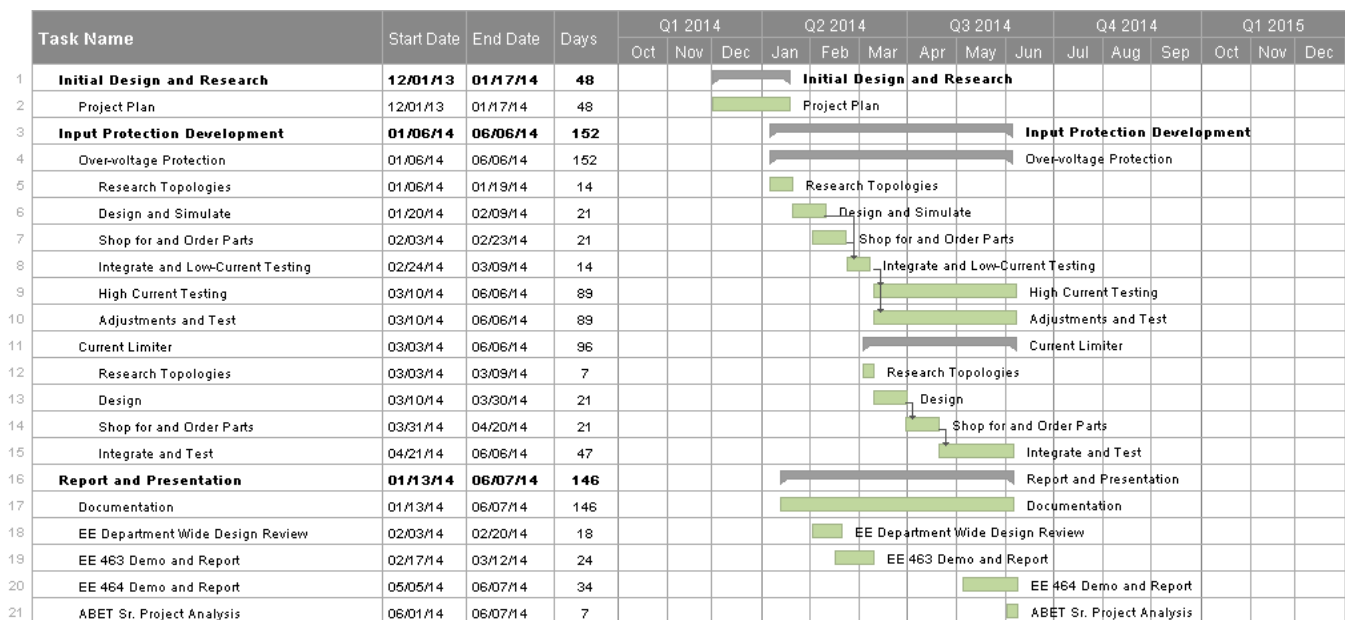 Task Name Start Date End Date Days Q1 2014 Q2 2014 Q3 2014 Q4 2014 Q1 2015
Oct Nov Dec Jan Feb Mar Apr May Jun Jul Aug Sep Oct Nov Dec
1 Initial Design and Research 12/01/13 01/17/14 48 Initial Design and Research
2 Project Plan 12/01/13 01/17/14 48 Project Plan
3 Input Protection Development 01/06/14 06/06/14 152 Input Protection Development
4 Over-voltage Protection 01/06/14 06/06/14 152 Over-voltage Protection
5 Research Topologies 01/06/14 01/19/14 14 Research Topologies
6 Design and Simulate 01/20/14 02/09/14 21 Design and Simulate
7 Shop for and Order Parts 02/03/14 02/23/14 21 Shop for and Order Parts
8 Integrate and Low-Current Testing 02/24/14 03/09/14 14 Integrate and Low-Current Testing
9 High Current Testing 03/10/14 06/06/14 89 High Current Testing
10 Adjustments and Test 03/10/14 06/06/14 89 Adjustments and Test
11 Current Limiter 03/03/14 06/06/14 96 Current Limiter
12 Research Topologies 03/03/14 03/09/14 7 Research Topologies
13 Design 03/10/14 03/30/14 21 Design
14 Shop for and Order Parts 03/31/14 04/20/14 21 Shop for and Order Parts
15 Integrate and Test 04/21/14 06/06/14 47 Integrate and Test
16 Report and Presentation 01/13/14 06/07/14 146 Report and Presentation
17 Documentation 01/13/14 06/07/14 146 Documentation
18 EE Department Wide Design Review 02/03/14 02/20/14 18 EE Department Wide Design Review
19 EE 463 Demo and Report 02/17/14 03/12/14 24 EE 463 Demo and Report
20 EE 464 Demo and Report 05/05/14 06/07/14 34 EE 464 Demo and Report
21 ABET Sr. Project Analysis 06/01/14 06/07/14 7 ABET Sr. Project Analysis